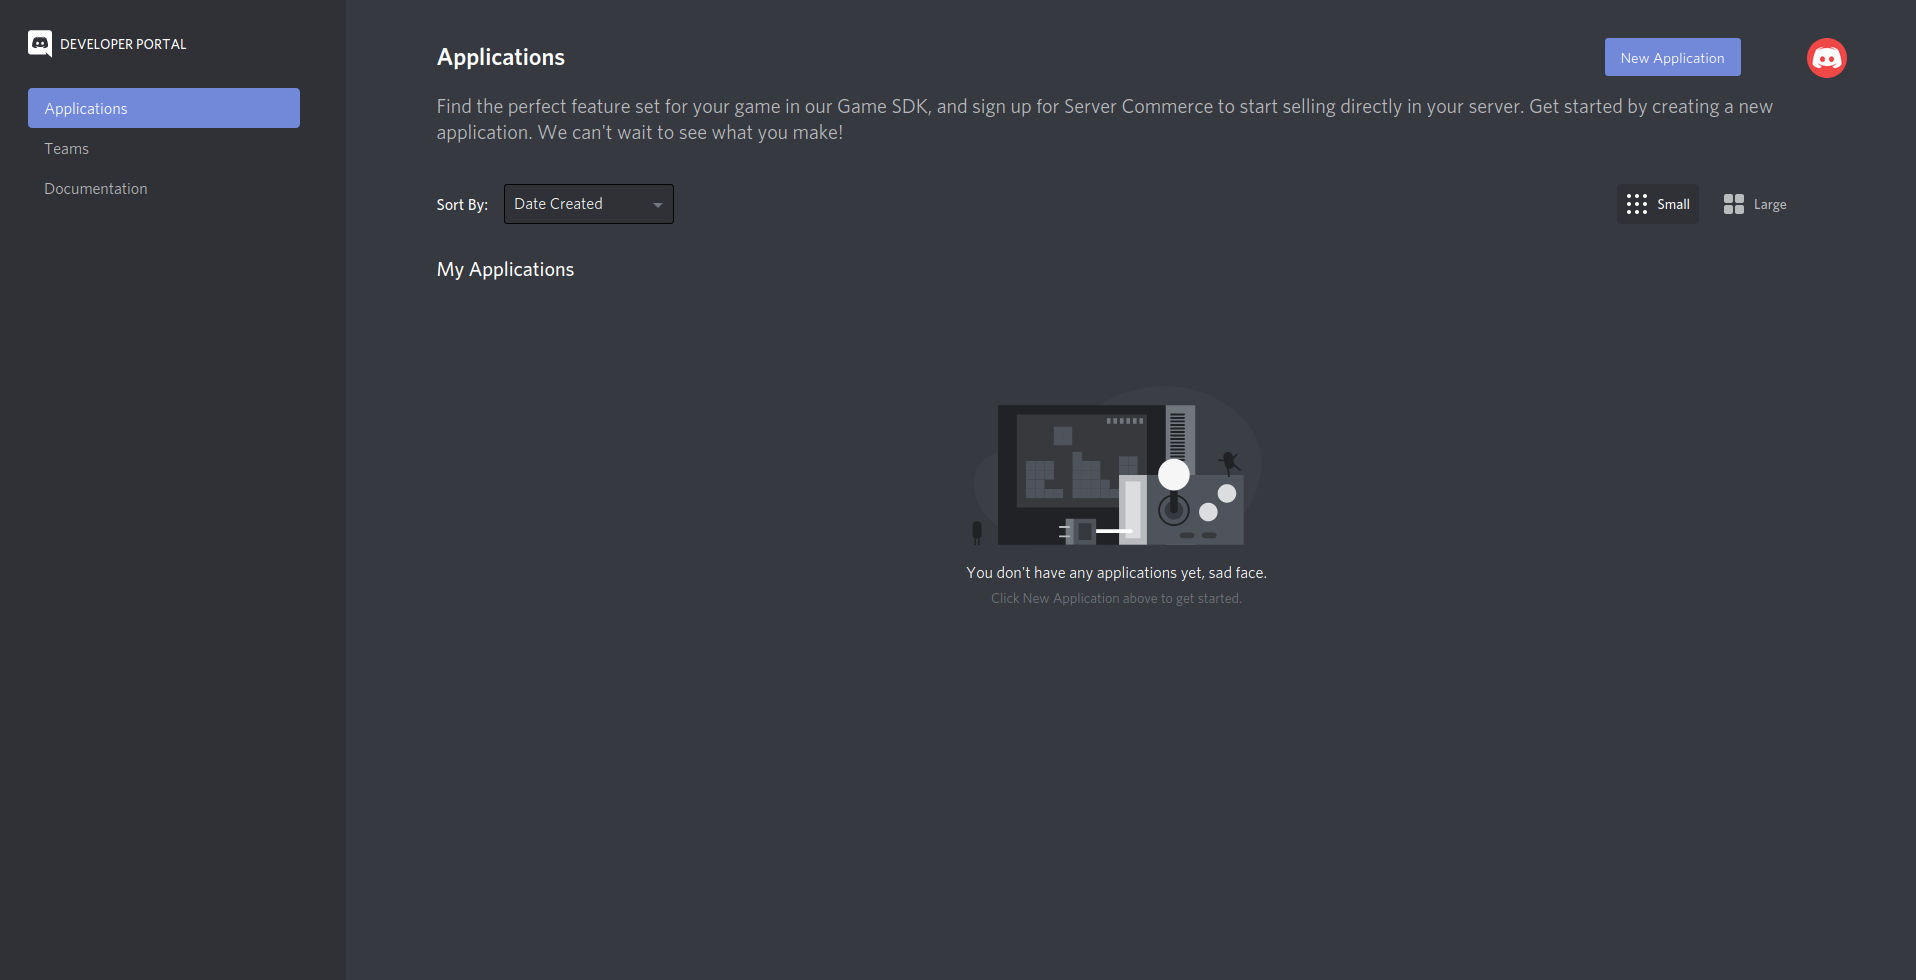 DEVELOPER PORTAL
Applications
Teams
Documentation
Applications
New Application
Find the perfect feature set for your game in our Game SDK, and sign up for Server Commerce to start selling directly in your server. Get started by creating a new
application. We can't wait to see what you make!
Sort By:
Date Created
Small
Large
My Applications
You don't have any applications yet, sad face.
Click New Application above to get started.